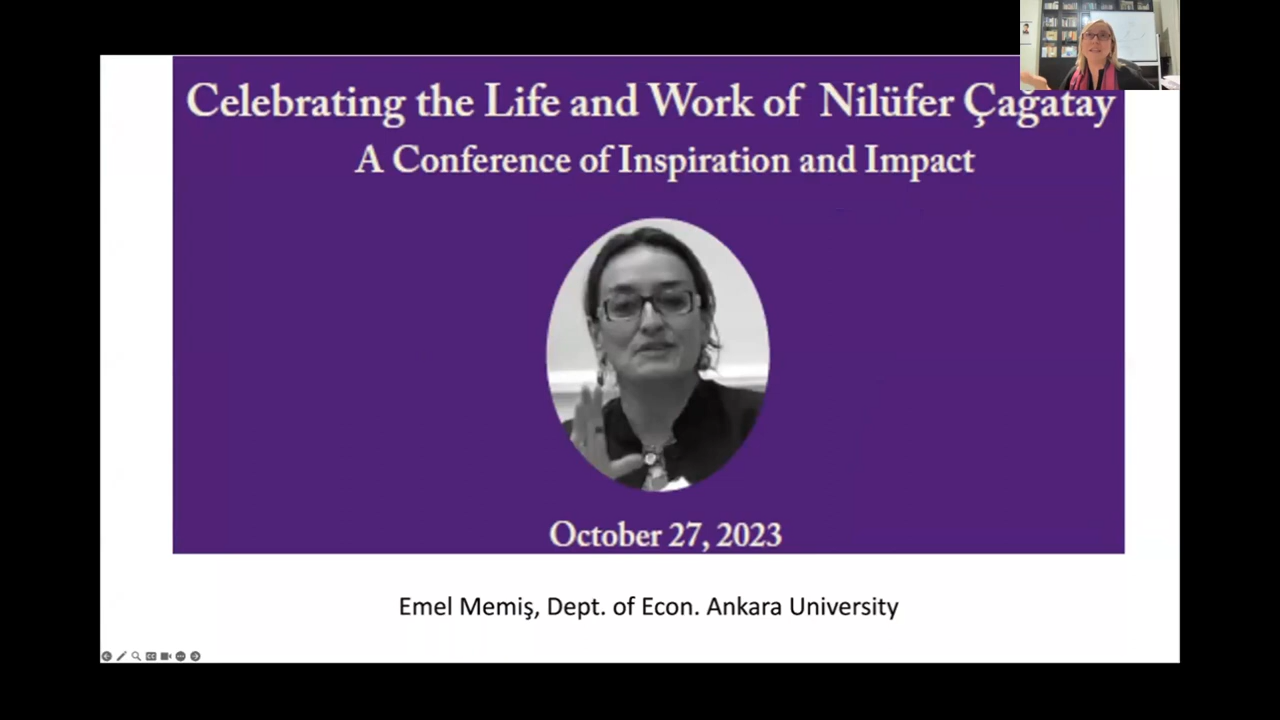 Celebrating the Life and Work of Nilüfer Çağatay
A Conference of Inspiration and Impact
October 27, 2023
Emel Memiş, Dept. of Econ. Ankara University